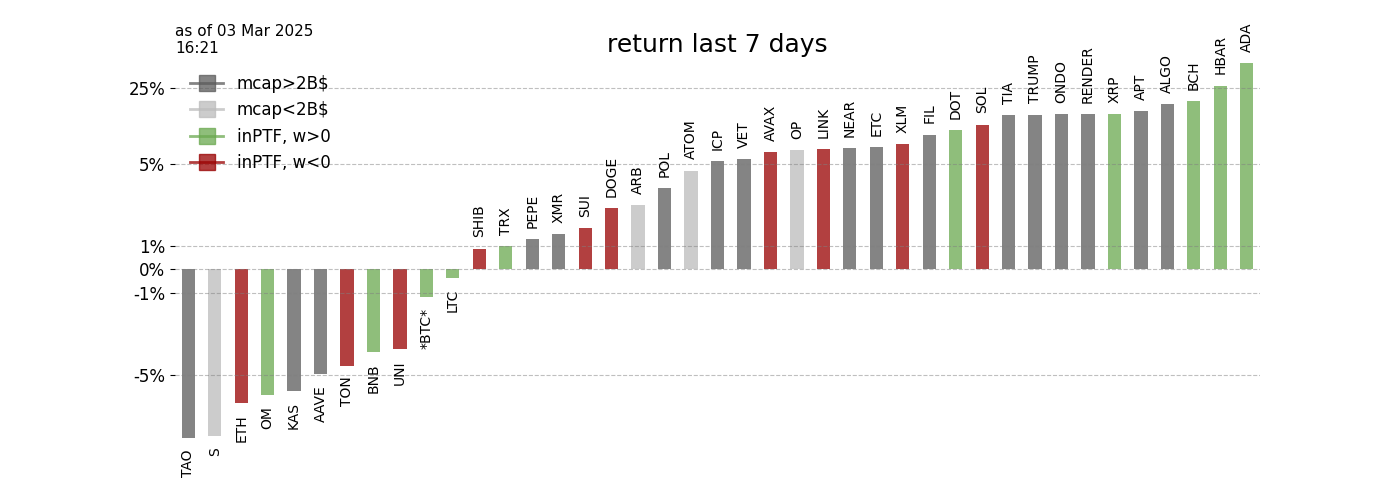 as of 03 Mar 2025
16:21
return last 7 days
mcap>2B$
mcap<2B$
inPTF, w>0
inPTF, w<0
25%
5%
1%
0%
-1%
-5%
TAO
S
ETH
OM
KAS
AAVE
TON
BNB
UNI
*BTC*
LTC
SHIB
TRX
PEPE
XMR
SUI
DOGE
ARB
POL
ATOM
ICP
VET
AVAX
OP
LINK
NEAR
ETC
XLM
FIL
DOT
SOL
TIA
TRUMP
ONDO
RENDER
XRP
APT
ALGO
BCH
HBAR
ADA